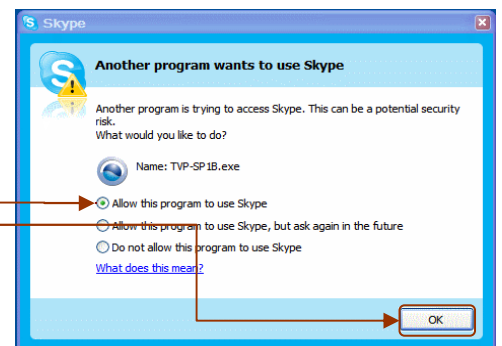 Skype
Another program wants to use Skype
Another program is trying to access Skype. This can be a potential security
risk.
What would you like to do?
Name: TVP-SP1B.exe
Allow this program to use Skype
Allow this program to use Skype, but ask again in the future
Do not allow this program to use Skype
What does this mean?
OK